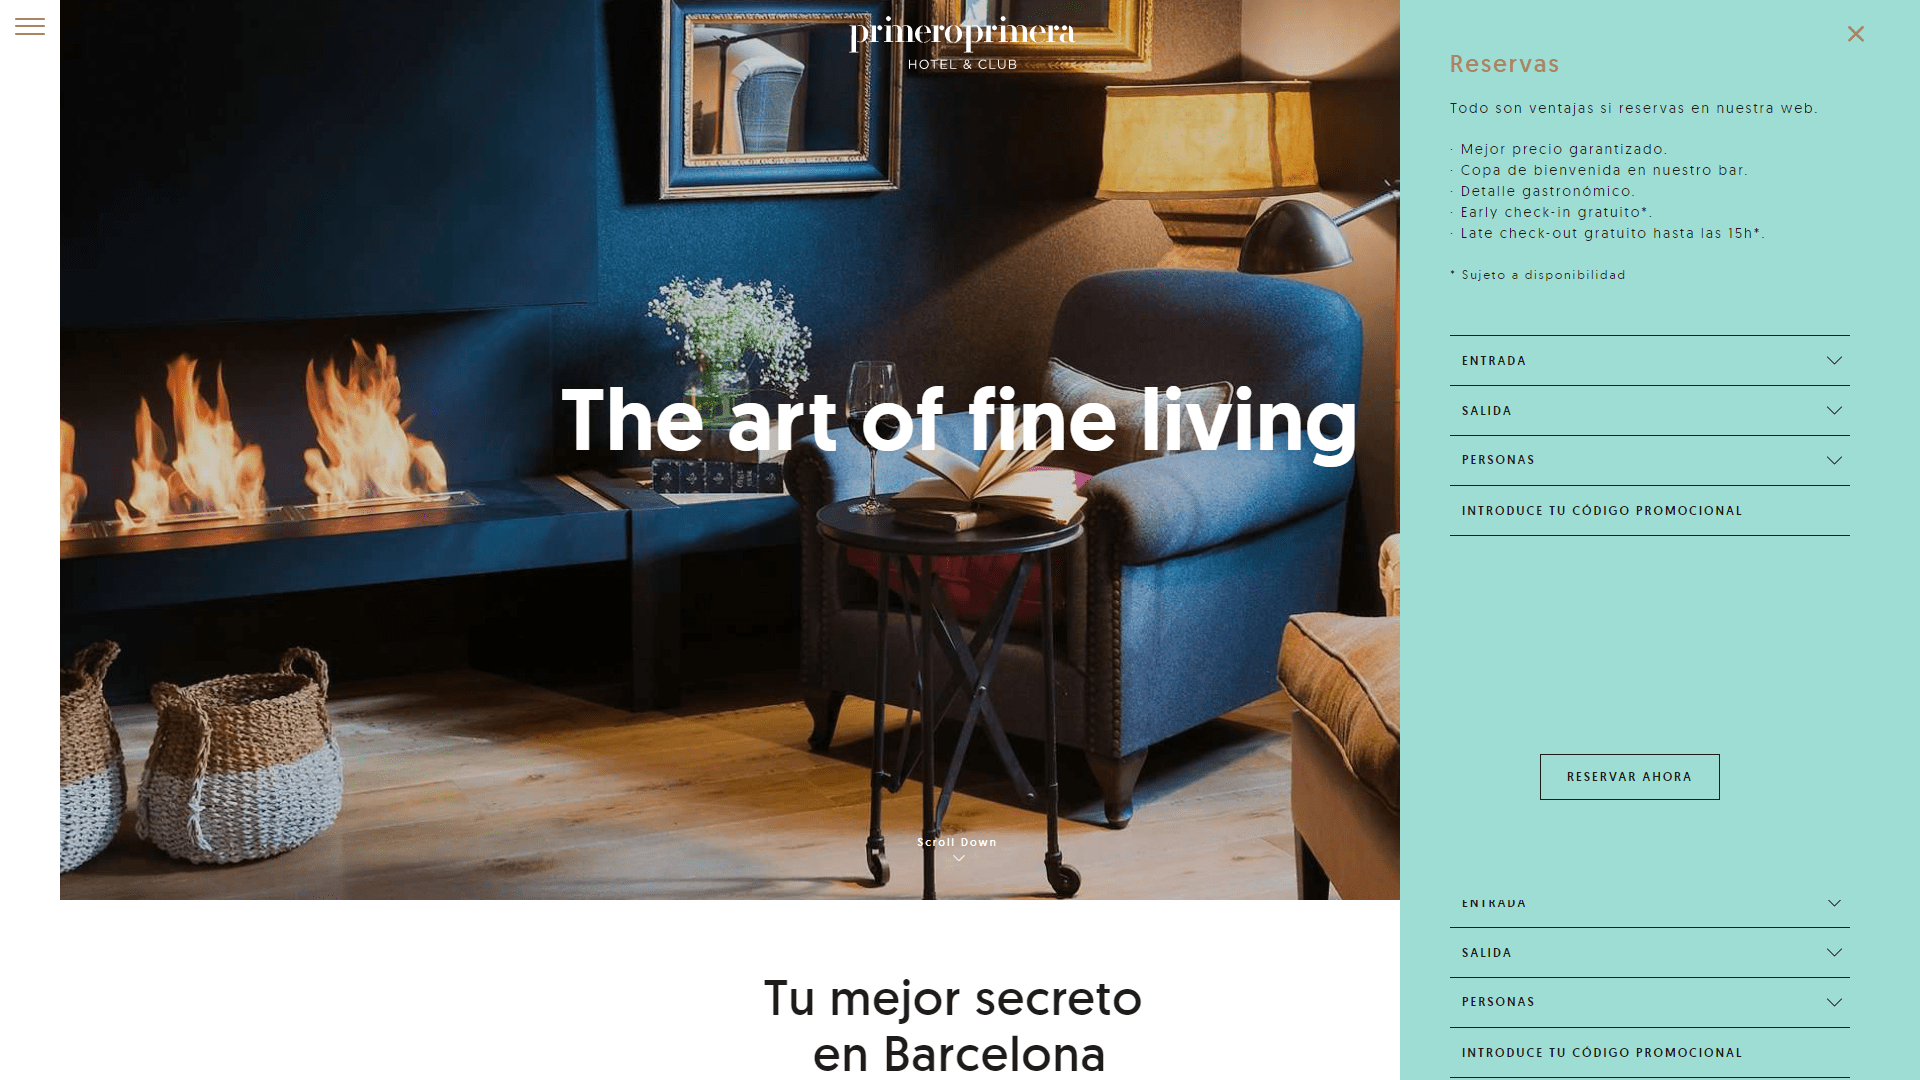 primeroprimera
HOTEL & CLUB
The art of fine living
Scroll Down
Tu mejor secreto
en Barcelona
Reservas
Todo son ventajas si reservas en nuestra web.
· Mejor precio garantizado.
· Copa de bienvenida en nuestro bar.
· Detalle gastronómico.
· Early check-in gratuito*.
· Late check-out gratuito hasta las 15h*.
* Sujeto a disponibilidad
ENTRADA
SALIDA
PERSONAS
INTRODUCE TU CÓDIGO PROMOCIONAL
RESERVAR AHORA
ENTRADA
SALIDA
PERSONAS
INTRODUCE TU CÓDIGO PROMOCIONAL